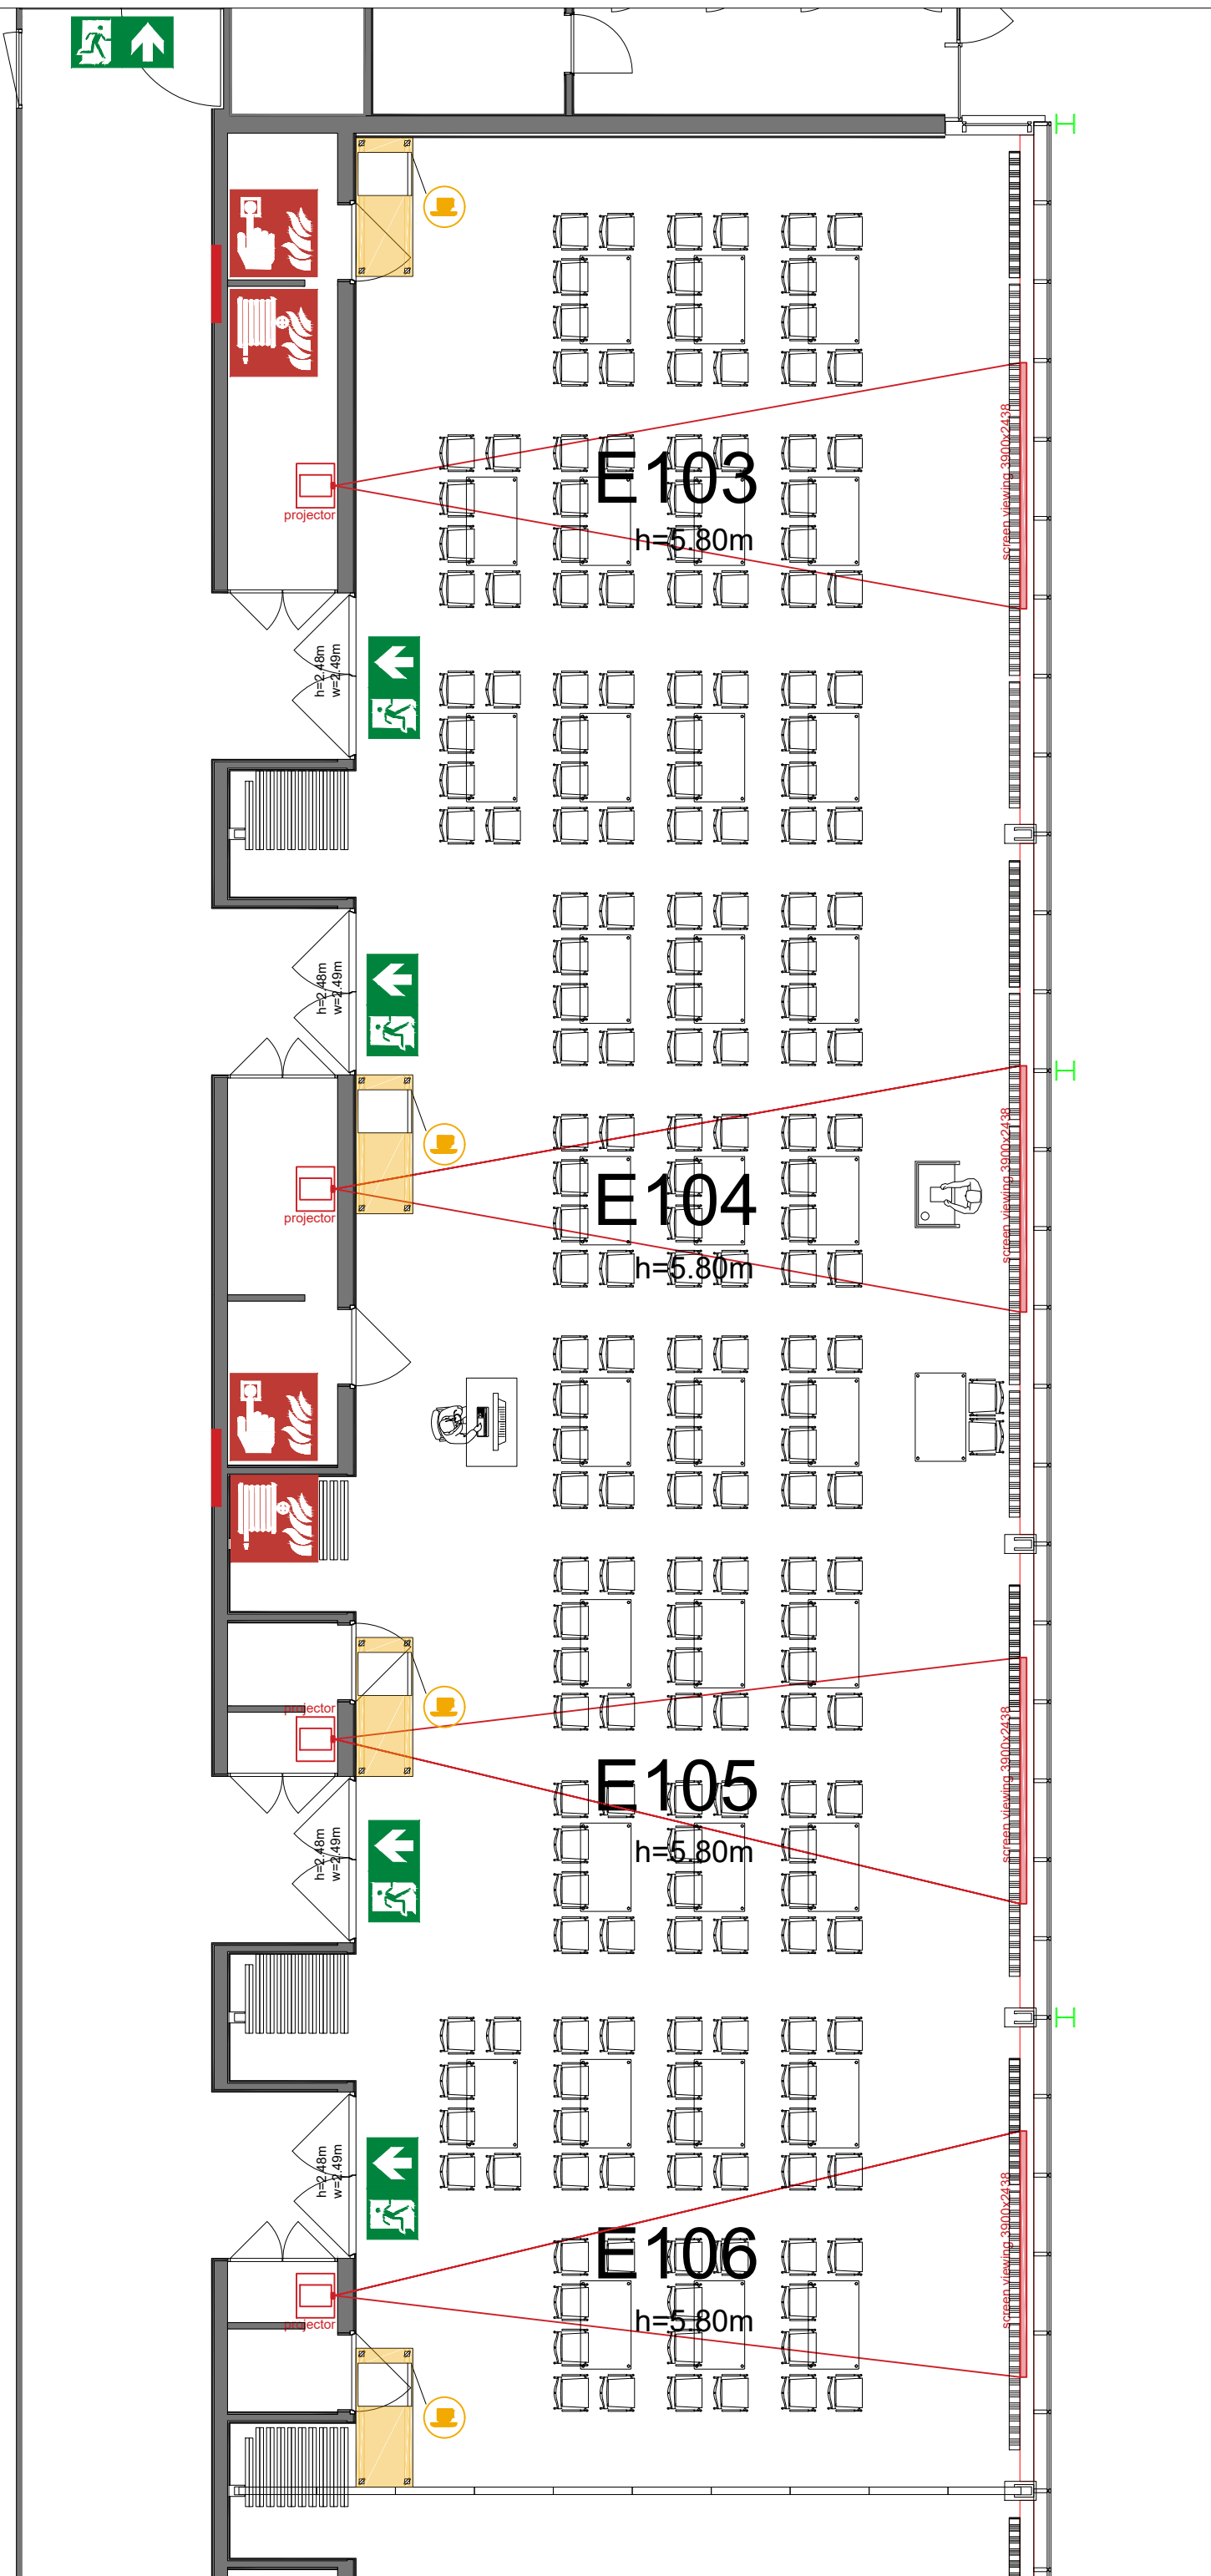 E103
h=5.80m
screen viewing 3900x2438
projector
h=2.48m
w=2.49m
h=2.48m
w=2.49m
E104
h=5.80m
screen viewing 3900x2438
projector
projector
E105
h=5.80m
screen viewing 3900x2438
h=2.48m
w=2.49m
h=2.48m
w=2.49m
E106
h=5.80m
screen viewing 3900x2438
projector